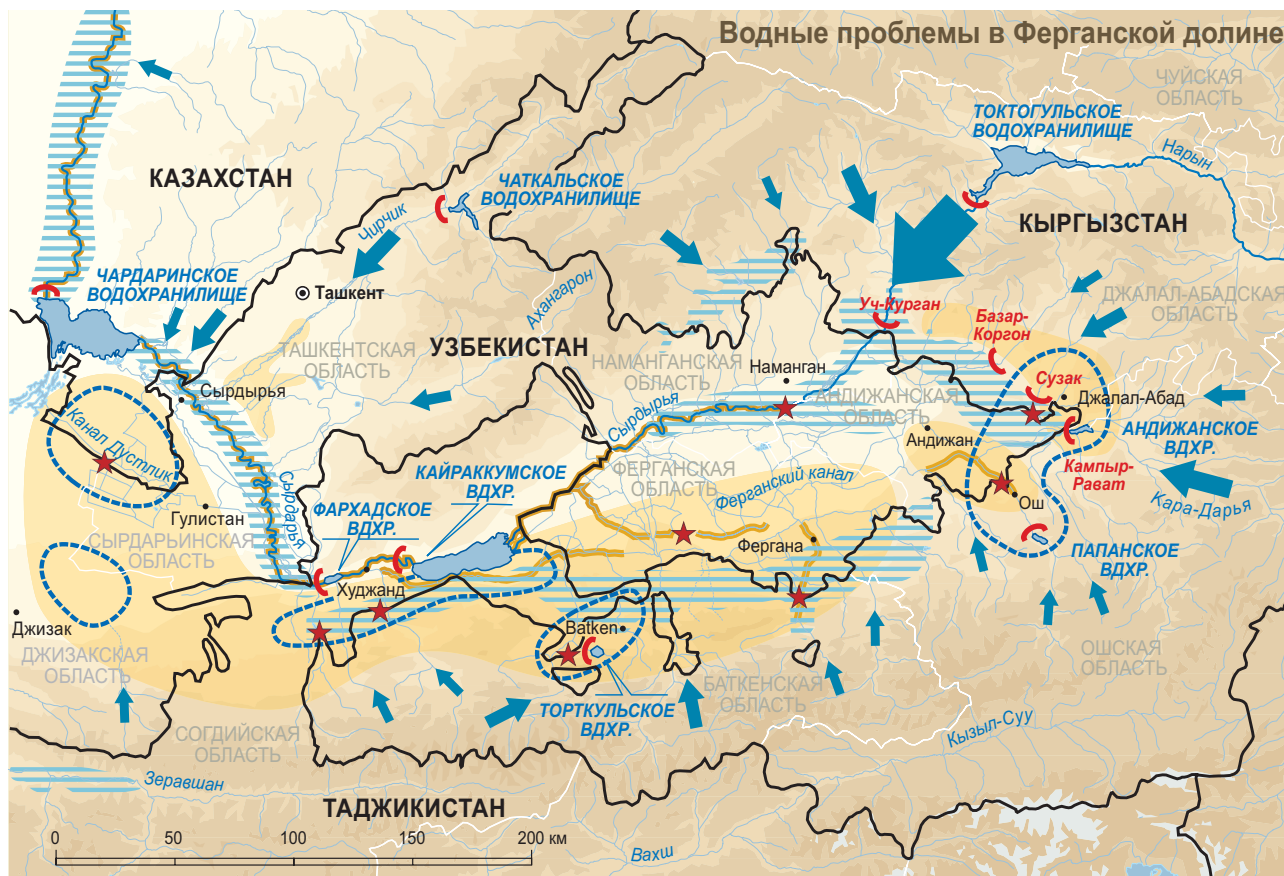 Водные проблемы в Ферганской долине
ЧУЙСКАЯ
ОБЛАСТЬ
ТОКТОГУЛЬСКОЕ
ВОДОХРАНИЛИЩЕ
Нарын
КАЗАХСТАН
ЧАТКАЛЬСКОЕ
ВОДОХРАНИЛИЩЕ
Чирчик
КЫРГЫЗСТАН
ЧАРДАРИНСКОЕ
ВОДОХРАНИЛИЩЕ
Ташкент
Ахангарон
Уч-Курган
Базар-
Коргон
ДЖАЛАЛ-АБАДСКАЯ
ОБЛАСТЬ
ТАШКЕНТСКАЯ
ОБЛАСТЬ
УЗБЕКИСТАН
НАМАНГАНСКАЯ
ОБЛАСТЬ
Наманган
Сузак
Сырдырья
Сырдырья
АНДИЖАНСКАЯ
ОБЛАСТЬ
Джалал-Абад
Канал Дустлик
Андижан
АНДИЖАНСКОЕ
ВДХР.
КАЙРАККУМСКОЕ
ВДХР.
ФЕРГАНСКАЯ
ОБЛАСТЬ
Ферганский канал
Кампыр-
Рават
Сырдарья
Кара-Дарья
Гулистан
ФАРХАДСКОЕ
ВДХР.
Ош
СЫРДАРЬИНСКАЯ
ОБЛАСТЬ
Фергана
ПАПАНСКОЕ
ВДХР.
Худжанд
Джизак
Batken
ДЖИЗАКСКАЯ
ОБЛАСТЬ
ОШСКАЯ
ОБЛАСТЬ
БАТКЕНСКАЯ
ОБЛАСТЬ
ТОРТКУЛЬСКОЕ
ВДХР.
СОГДИЙСКАЯ
ОБЛАСТЬ
Кызыл-Суу
Зеравшан
ТАДЖИКИСТАН
0 50 100 150 200 км
Вахш